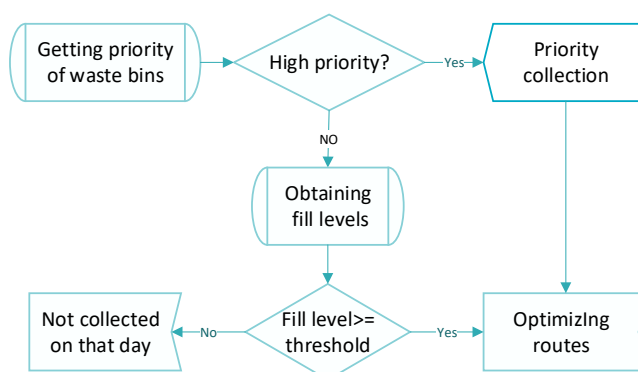 Getting priority
of waste bins
High priority?
Yes
Priority
collection
NO
Obtaining
fill levels
Not collected
on that day
No
Fill level>=
threshold
Yes
OptimizIng
routes